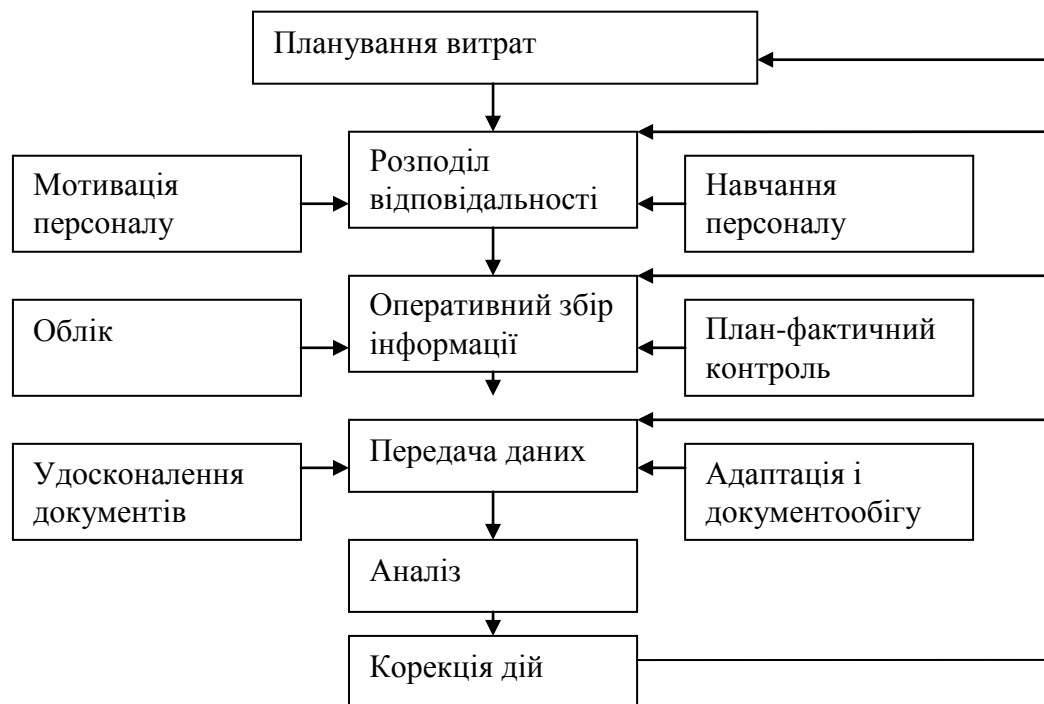 Планування витрат
Розподіл
відповідальності
Мотивація
персоналу
Навчання
персоналу
Оперативний збір
інформації
Облік
План-фактичний
контроль
Передача даних
Удосконалення
документів
Адаптація і
документообігу
Аналіз
Корекція дій